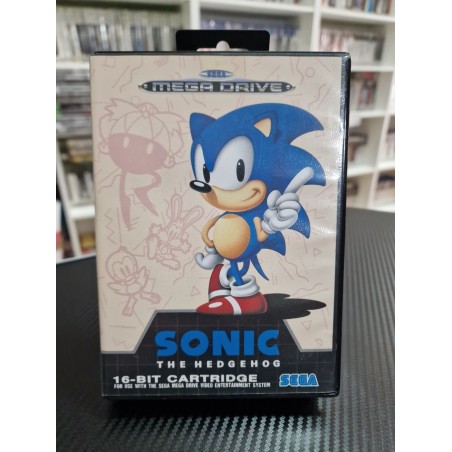 SEGA
MEGA DRIVE
SONIC
THE HEDGEHOG
16-BIT CARTRIDGE
FOR USE WITH THE SEGA MEGA DRIVE VIDEO ENTERTAINMENT SYSTEM
SEGA